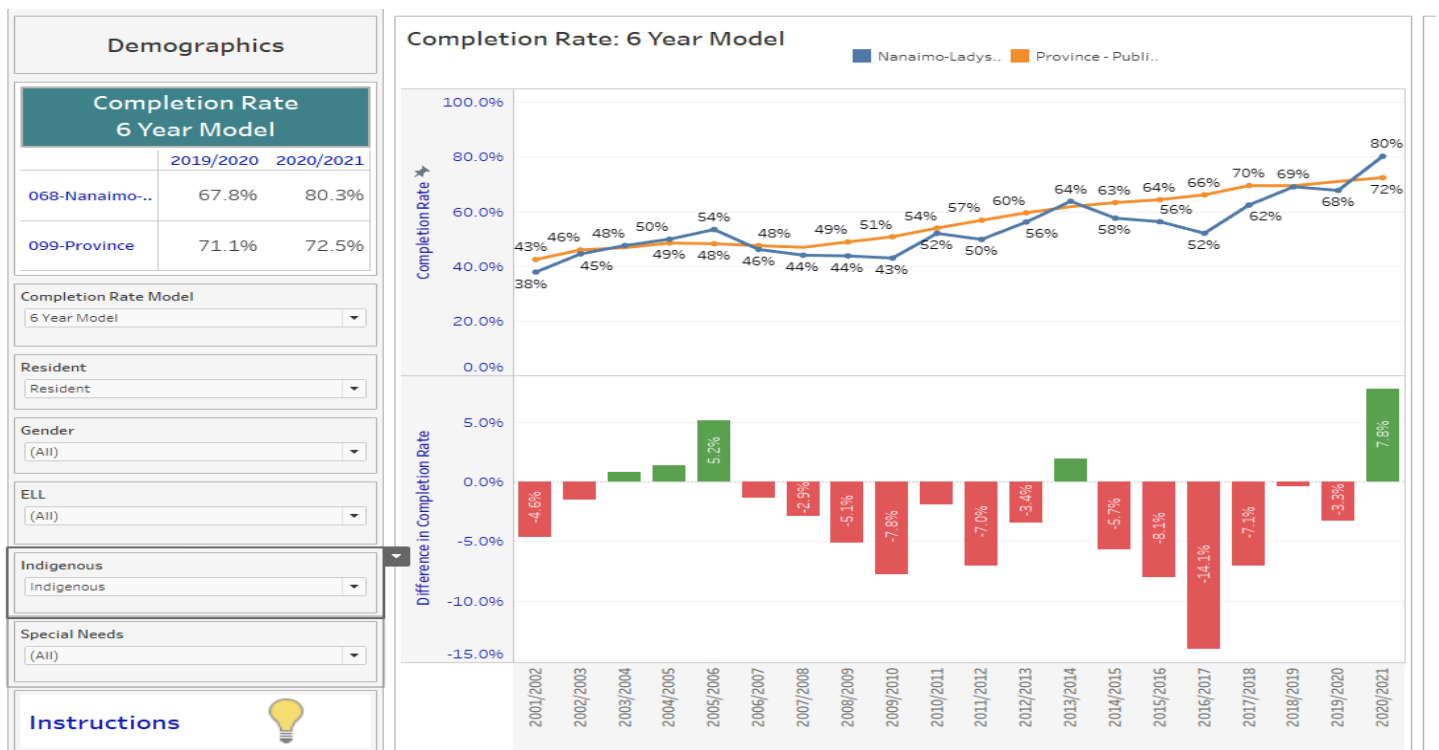 Demographics
Completion Rate
6 Year Model
2019/2020 2020/2021
068-Nanaimo-.. 67.8% 80.3%
099-Province 71.1% 72.5%
Completion Rate Model
6 Year Model
Resident
Resident
Gender
(All)
ELL
(All)
Indigenous
Indigenous
Special Needs
(All)
Instructions
Completion Rate: 6 Year Model
Nanaimo-Ladys.. Province - Publi..
Completion Rate
100.0%
80.0%
60.0%
40.0%
20.0%
0.0%
43% 46% 48% 50% 54% 48% 49% 51% 54% 57% 60% 64% 63% 64% 66% 70% 69% 80%
38% 45% 49% 48% 46% 44% 44% 43% 52% 50% 56% 58% 56% 52% 62% 68% 72%
Difference in Completion Rate
5.0%
0.0%
-5.0%
-10.0%
-15.0%
-4.6% 5.2% -2.9% -5.1% -7.8% -7.0% -3.4% -5.7% -8.1% -14.1% -7.1% -3.3% 7.8%
2001/2002 2002/2003 2003/2004 2004/2005 2005/2006 2006/2007 2007/2008 2008/2009 2009/2010 2010/2011 2011/2012 2012/2013 2013/2014 2014/2015 2015/2016 2016/2017 2017/2018 2018/2019 2019/2020 2020/2021